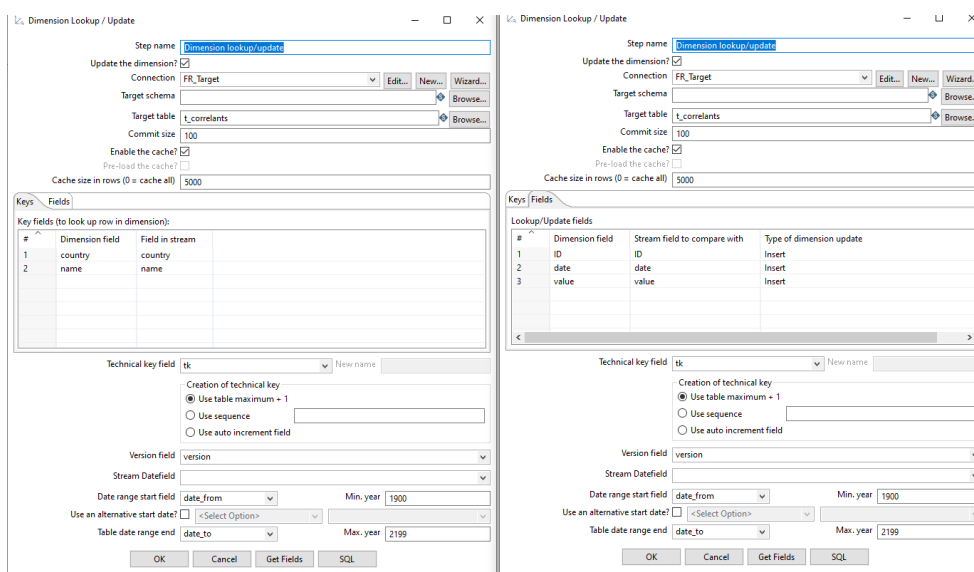 Dimension Lookup / Update
Step name Dimension lookup/update
Update the dimension?
Connection FR_Target Edit... New... Wizard...
Target schema Browse...
Target table t_correlants Browse...
Commit size 100
Enable the cache?
Pre-load the cache?
Cache size in rows (0 = cache all) 5000
Keys Fields
Key fields (to look up row in dimension):
# Dimension field Field in stream
1 country country
2 name name
Technical key field tk New name
Creation of technical key
Use table maximum + 1
Use sequence
Use auto increment field
Version field version
Stream Datefield
Date range start field date_from Min. year 1900
Use an alternative start date? <Select Option>
Table date range end date_to Max. year 2199
OK Cancel Get Fields SQL
Dimension Lookup / Update
Step name Dimension lookup/update
Update the dimension?
Connection FR_Target Edit... New... Wizard.
Target schema Browse..
Target table t_correlants Browse..
Commit size 100
Enable the cache?
Pre-load the cache?
Cache size in rows (0 = cache all) 5000
Keys Fields
Lookup/Update fields
# Dimension field Stream field to compare with Type of dimension update
1 ID ID Insert
2 date date Insert
3 value value Insert
Technical key field tk New name
Creation of technical key
Use table maximum + 1
Use sequence
Use auto increment field
Version field version
Stream Datefield
Date range start field date_from Min. year 1900
Use an alternative start date? <Select Option>
Table date range end date_to Max. year 2199
OK Cancel Get Fields SQL